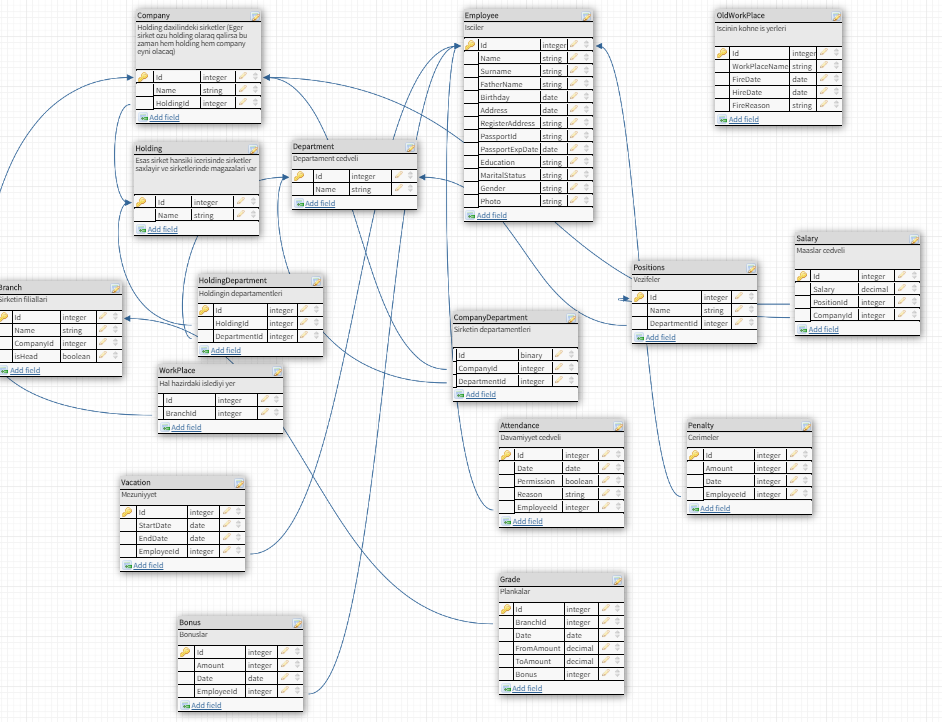 Company
Holding daxilindeki sirketler (Eger
sirket ozu holding olaraq qalirsa bu
zaman hem holding hem company
eyni olacaq)
Id integer
Name string
HoldingId integer
Add field
Employee
Isciler
Id integer
Name string
Surname string
FatherName string
Birthday date
Address date
RegisterAddress string
PassportId string
PassportExpDate date
Education string
MaritalStatus string
Gender string
Photo string
Add field
OldWorkPlace
Iscinin kohne is yerleri
Id integer
WorkPlaceName string
FireDate date
HireDate date
FireReason string
Add field
Holding
Esas sirket hansiki icerisinde sirketler
saxlayir ve sirketlerinde magazalari var
Id integer
Name string
Add field
Department
Departament cedveli
Id integer
Name string
Add field
Salary
Maaslar cedveli
Id integer
Salary decimal
PositionId integer
CompanyId integer
Add field
Positions
Vezifeler
Id integer
Name string
DepartmentId integer
Add field
HoldingDepartment
Holdingin departamentleri
Id integer
HoldingId integer
DepartmentId integer
Add field
Branch
Sirketin filiallari
Id integer
Name string
CompanyId integer
isHead boolean
Add field
CompanyDepartment
Sirketin departamentleri
Id binary
CompanyId integer
DepartmentId integer
Add field
WorkPlace
Hal hazirdaki islediyi yer
Id integer
BranchId integer
Add field
Attendance
Davamiyyet cedveli
Id integer
Date date
Permission boolean
Reason string
EmployeeId integer
Add field
Penalty
Cerimeler
Id integer
Amount integer
Date integer
EmployeeId integer
Add field
Vacation
Mezuniyyet
Id integer
StartDate date
EndDate date
EmployeeId integer
Add field
Grade
Plankalar
Id integer
BranchId integer
Date date
FromAmount decimal
ToAmount decimal
Bonus integer
Add field
Bonus
Bonuslar
Id integer
Amount integer
Date date
EmployeeId integer
Add field